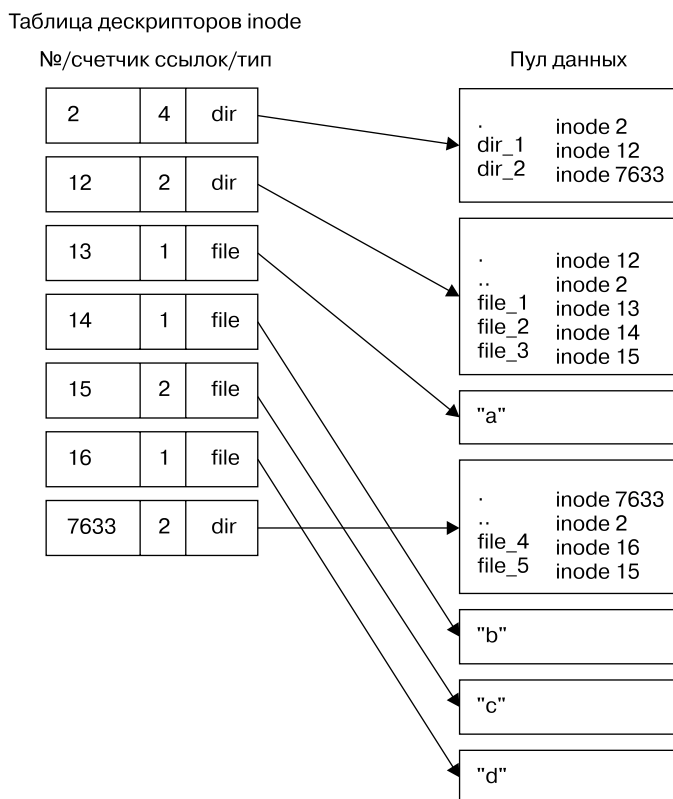 Таблица дескрипторов inode
№/счетчик ссылок/тип
Пул данных
2 4 dir
12 2 dir
13 1 file
14 1 file
15 2 file
16 1 file
7633 2 dir
. inode 2
dir_1 inode 12
dir_2 inode 7633
. inode 12
.. inode 2
file_1 inode 13
file_2 inode 14
file_3 inode 15
"a"
. inode 7633
.. inode 2
file_4 inode 16
file_5 inode 15
"b"
"c"
"d"